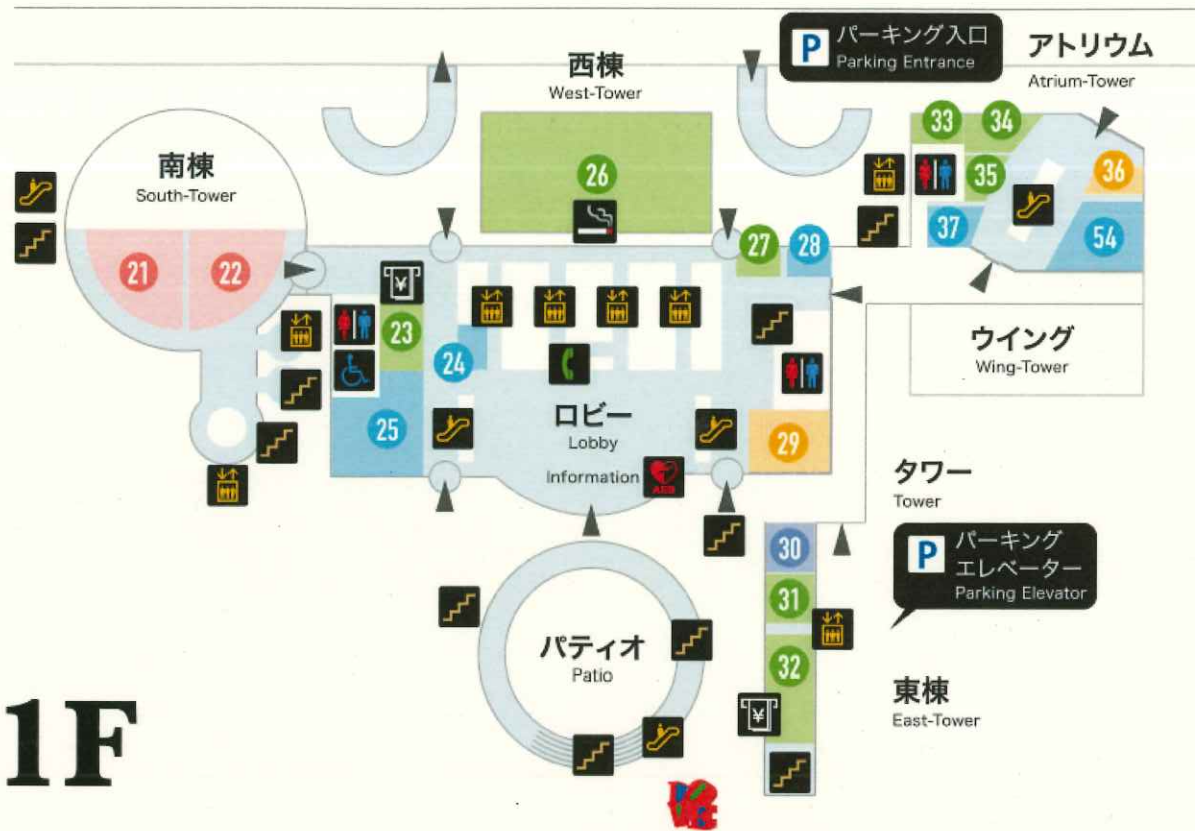 P パーキング入口
Parking Entrance
アトリウム
Atrium-Tower
西棟
West-Tower
南棟
South-Tower
33
34
35
36
37
54
26
27
28
21
22
¥
23
24
25
ロビー
Lobby
Information
AED
29
ウイング
Wing-Tower
タワー
Tower
P パーキング
エレベーター
Parking Elevator
30
31
32
¥
パティオ
Patio
東棟
East-Tower
1F